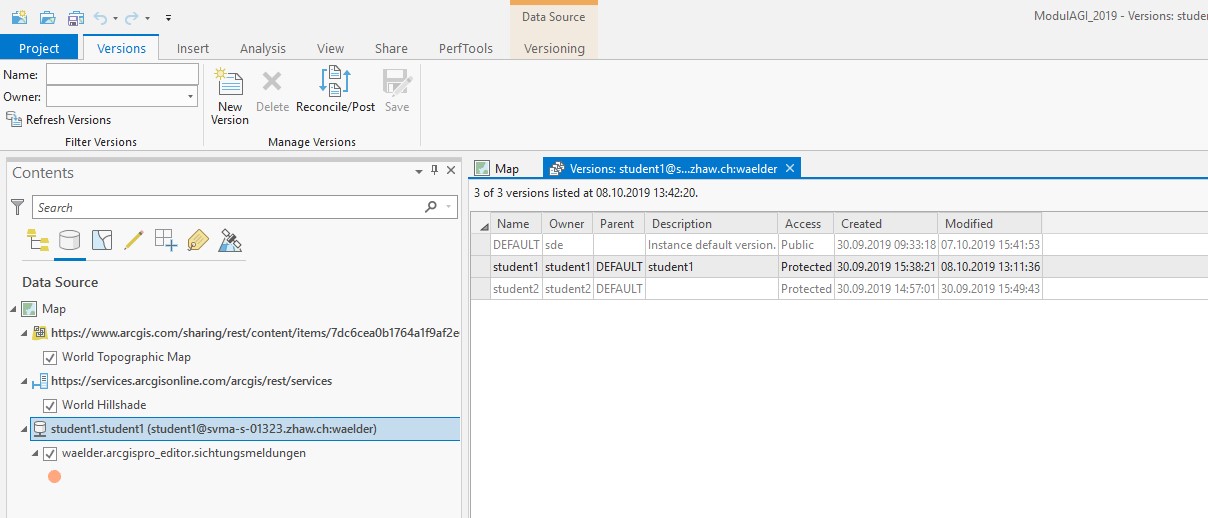 Data Source
ModulAGI_2019 - Versions: stude
Project Versions Insert Analysis View Share PerfTools Versioning
Name:
Owner:
Refresh Versions
Filter Versions
New Version
Delete
Reconcile/Post
Save
Manage Versions
Contents
Search
Data Source
Map
https://www.arcgis.com/sharing/rest/content/items/7dc6cea0b1764a1f9af2e
World Topographic Map
https://services.arcgisonline.com/arcgis/rest/services
World Hillshade
student1.student1 (student1@svma-s-01323.zhaw.ch:waelder)
waelder.arcgispro_editor.sichtungsmeldungen
Map
Versions: student1@s...zhaw.ch:waelder
3 of 3 versions listed at 08.10.2019 13:42:20.
Name Owner Parent Description Access Created Modified
DEFAULT sde Instance default version. Public 30.09.2019 09:33:18 07.10.2019 15:41:53
student1 student1 DEFAULT student1 Protected 30.09.2019 15:38:21 08.10.2019 13:11:36
student2 student2 DEFAULT Protected 30.09.2019 14:57:01 30.09.2019 15:49:43